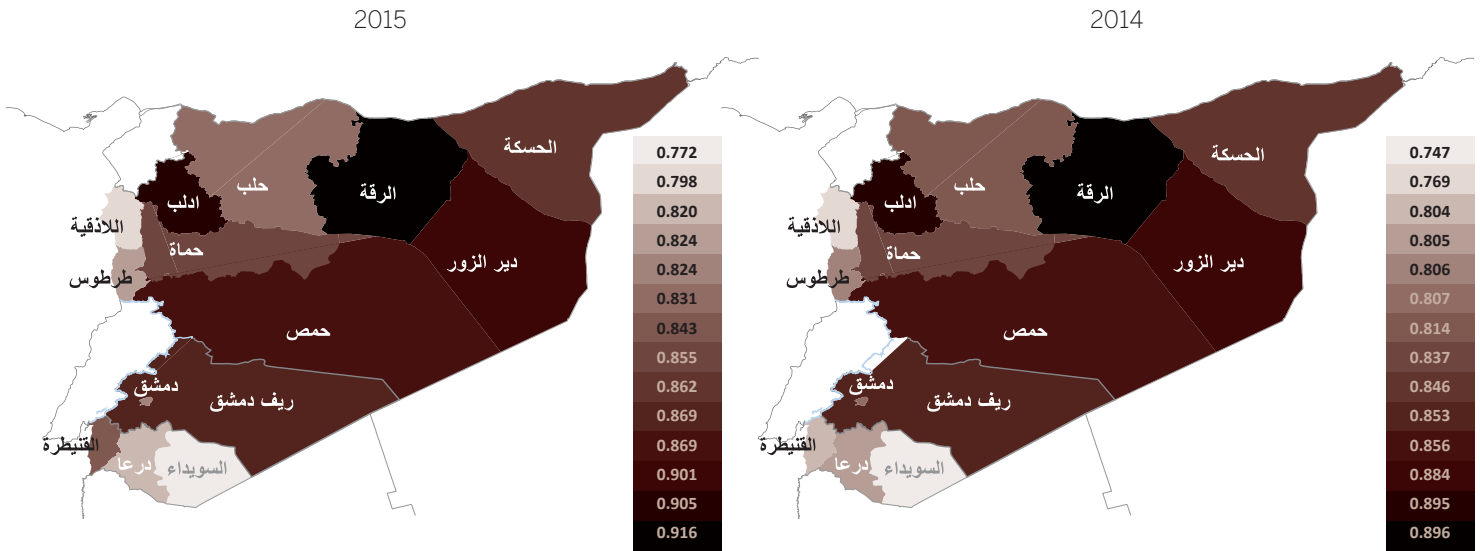 2015
الحسكة
حلب
الرقة
ادلب
اللاذقية
حماة
دير الزور
طرطوس
حمص
دمشق
ريف دمشق
القنيطرة
درعا
السويداء
0.772
0.798
0.820
0.824
0.824
0.831
0.843
0.855
0.862
0.869
0.869
0.901
0.905
0.916
2014
الحسكة
حلب
الرقة
ادلب
اللاذقية
حماة
دير الزور
طرطوس
حمص
دمشق
ريف دمشق
القنيطرة
درعا
السويداء
0.747
0.769
0.804
0.805
0.806
0.807
0.814
0.837
0.846
0.853
0.856
0.884
0.895
0.896